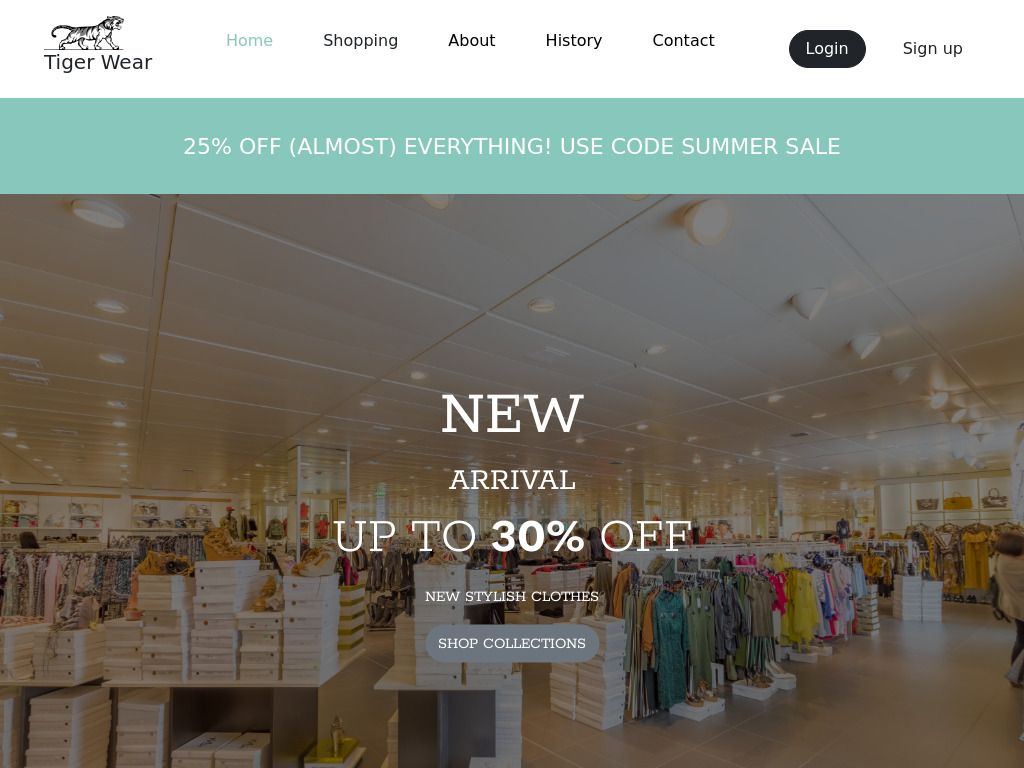 Tiger Wear
Home Shopping About History Contact Login Sign up
25% OFF (ALMOST) EVERYTHING! USE CODE SUMMER SALE
NEW
ARRIVAL
UP TO 30% OFF
NEW STYLISH CLOTHES
SHOP COLLECTIONS